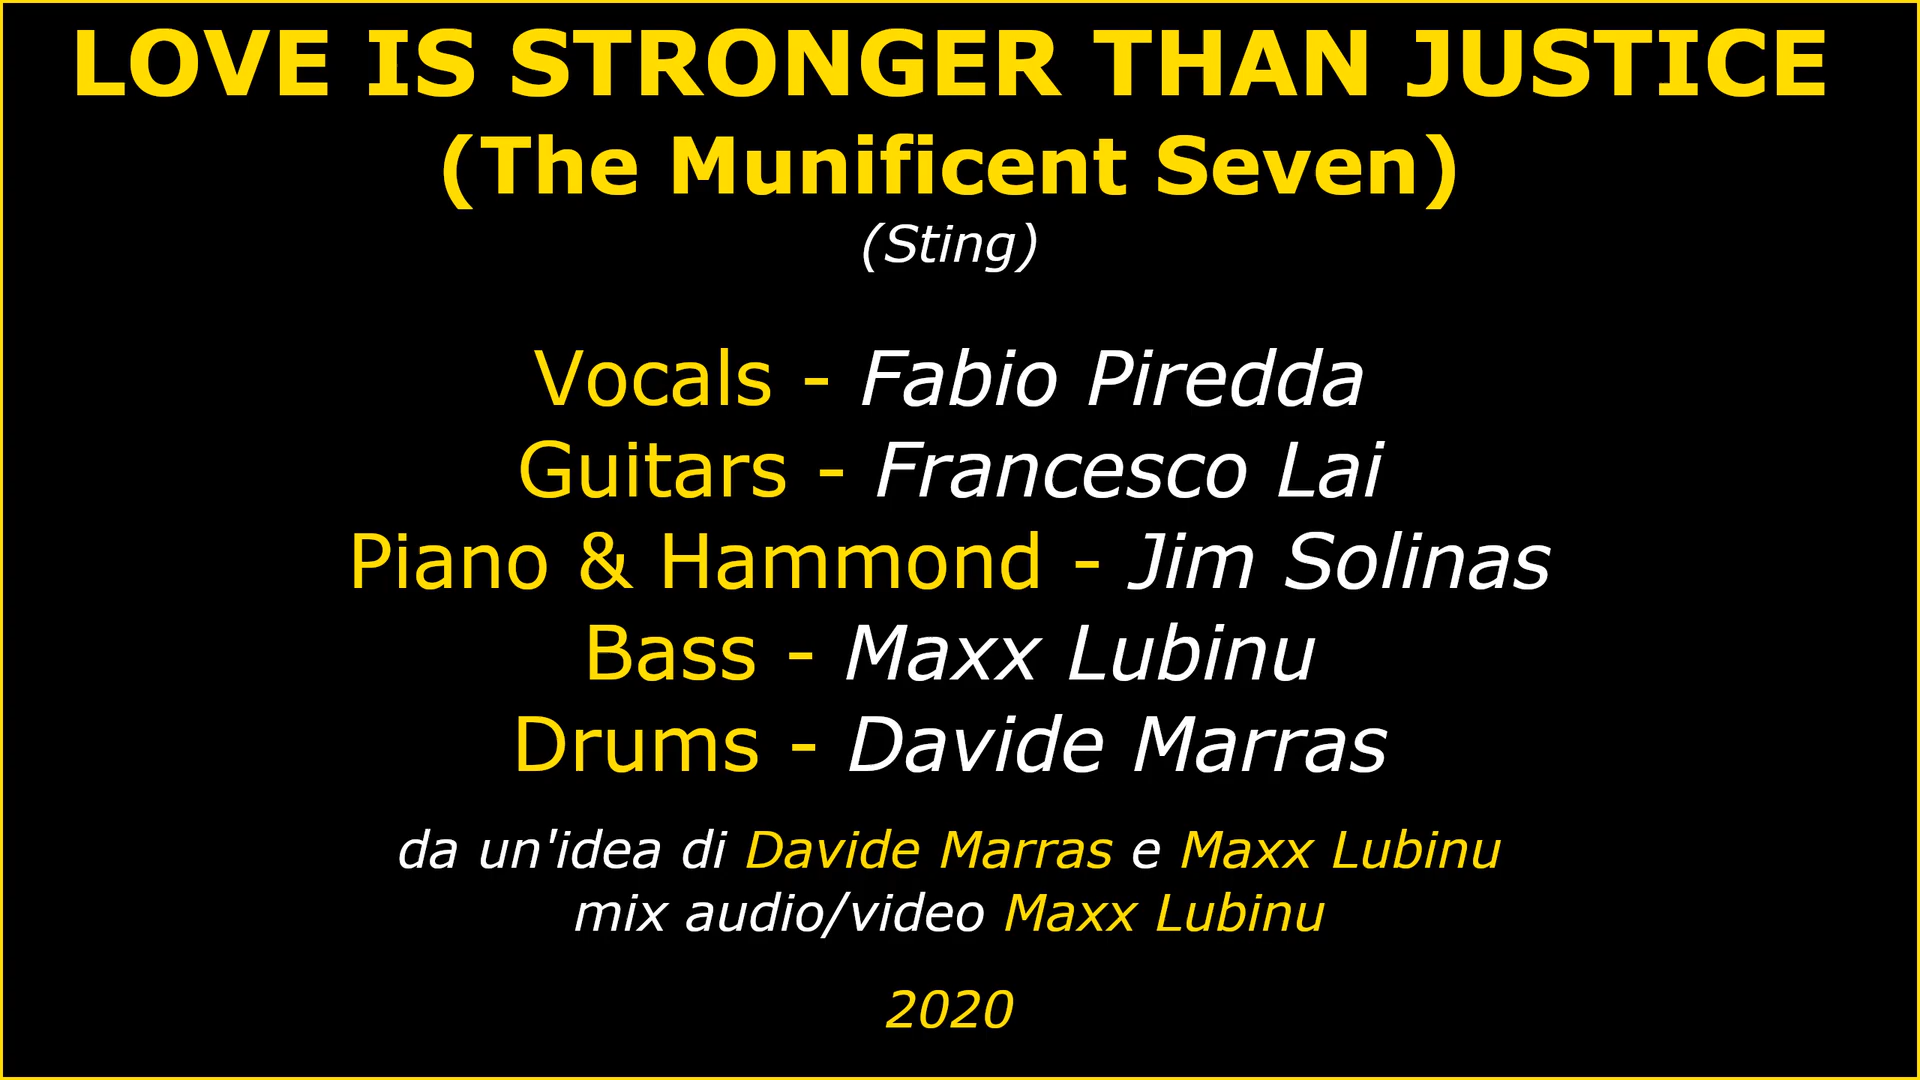 LOVE IS STRONGER THAN JUSTICE
(The Munificent Seven)
(Sting)
Vocals - Fabio Piredda
Guitars - Francesco Lai
Piano & Hammond - Jim Solinas
Bass - Maxx Lubinu
Drums - Davide Marras
da un'idea di Davide Marras e Maxx Lubinu
mix audio/video Maxx Lubinu
2020